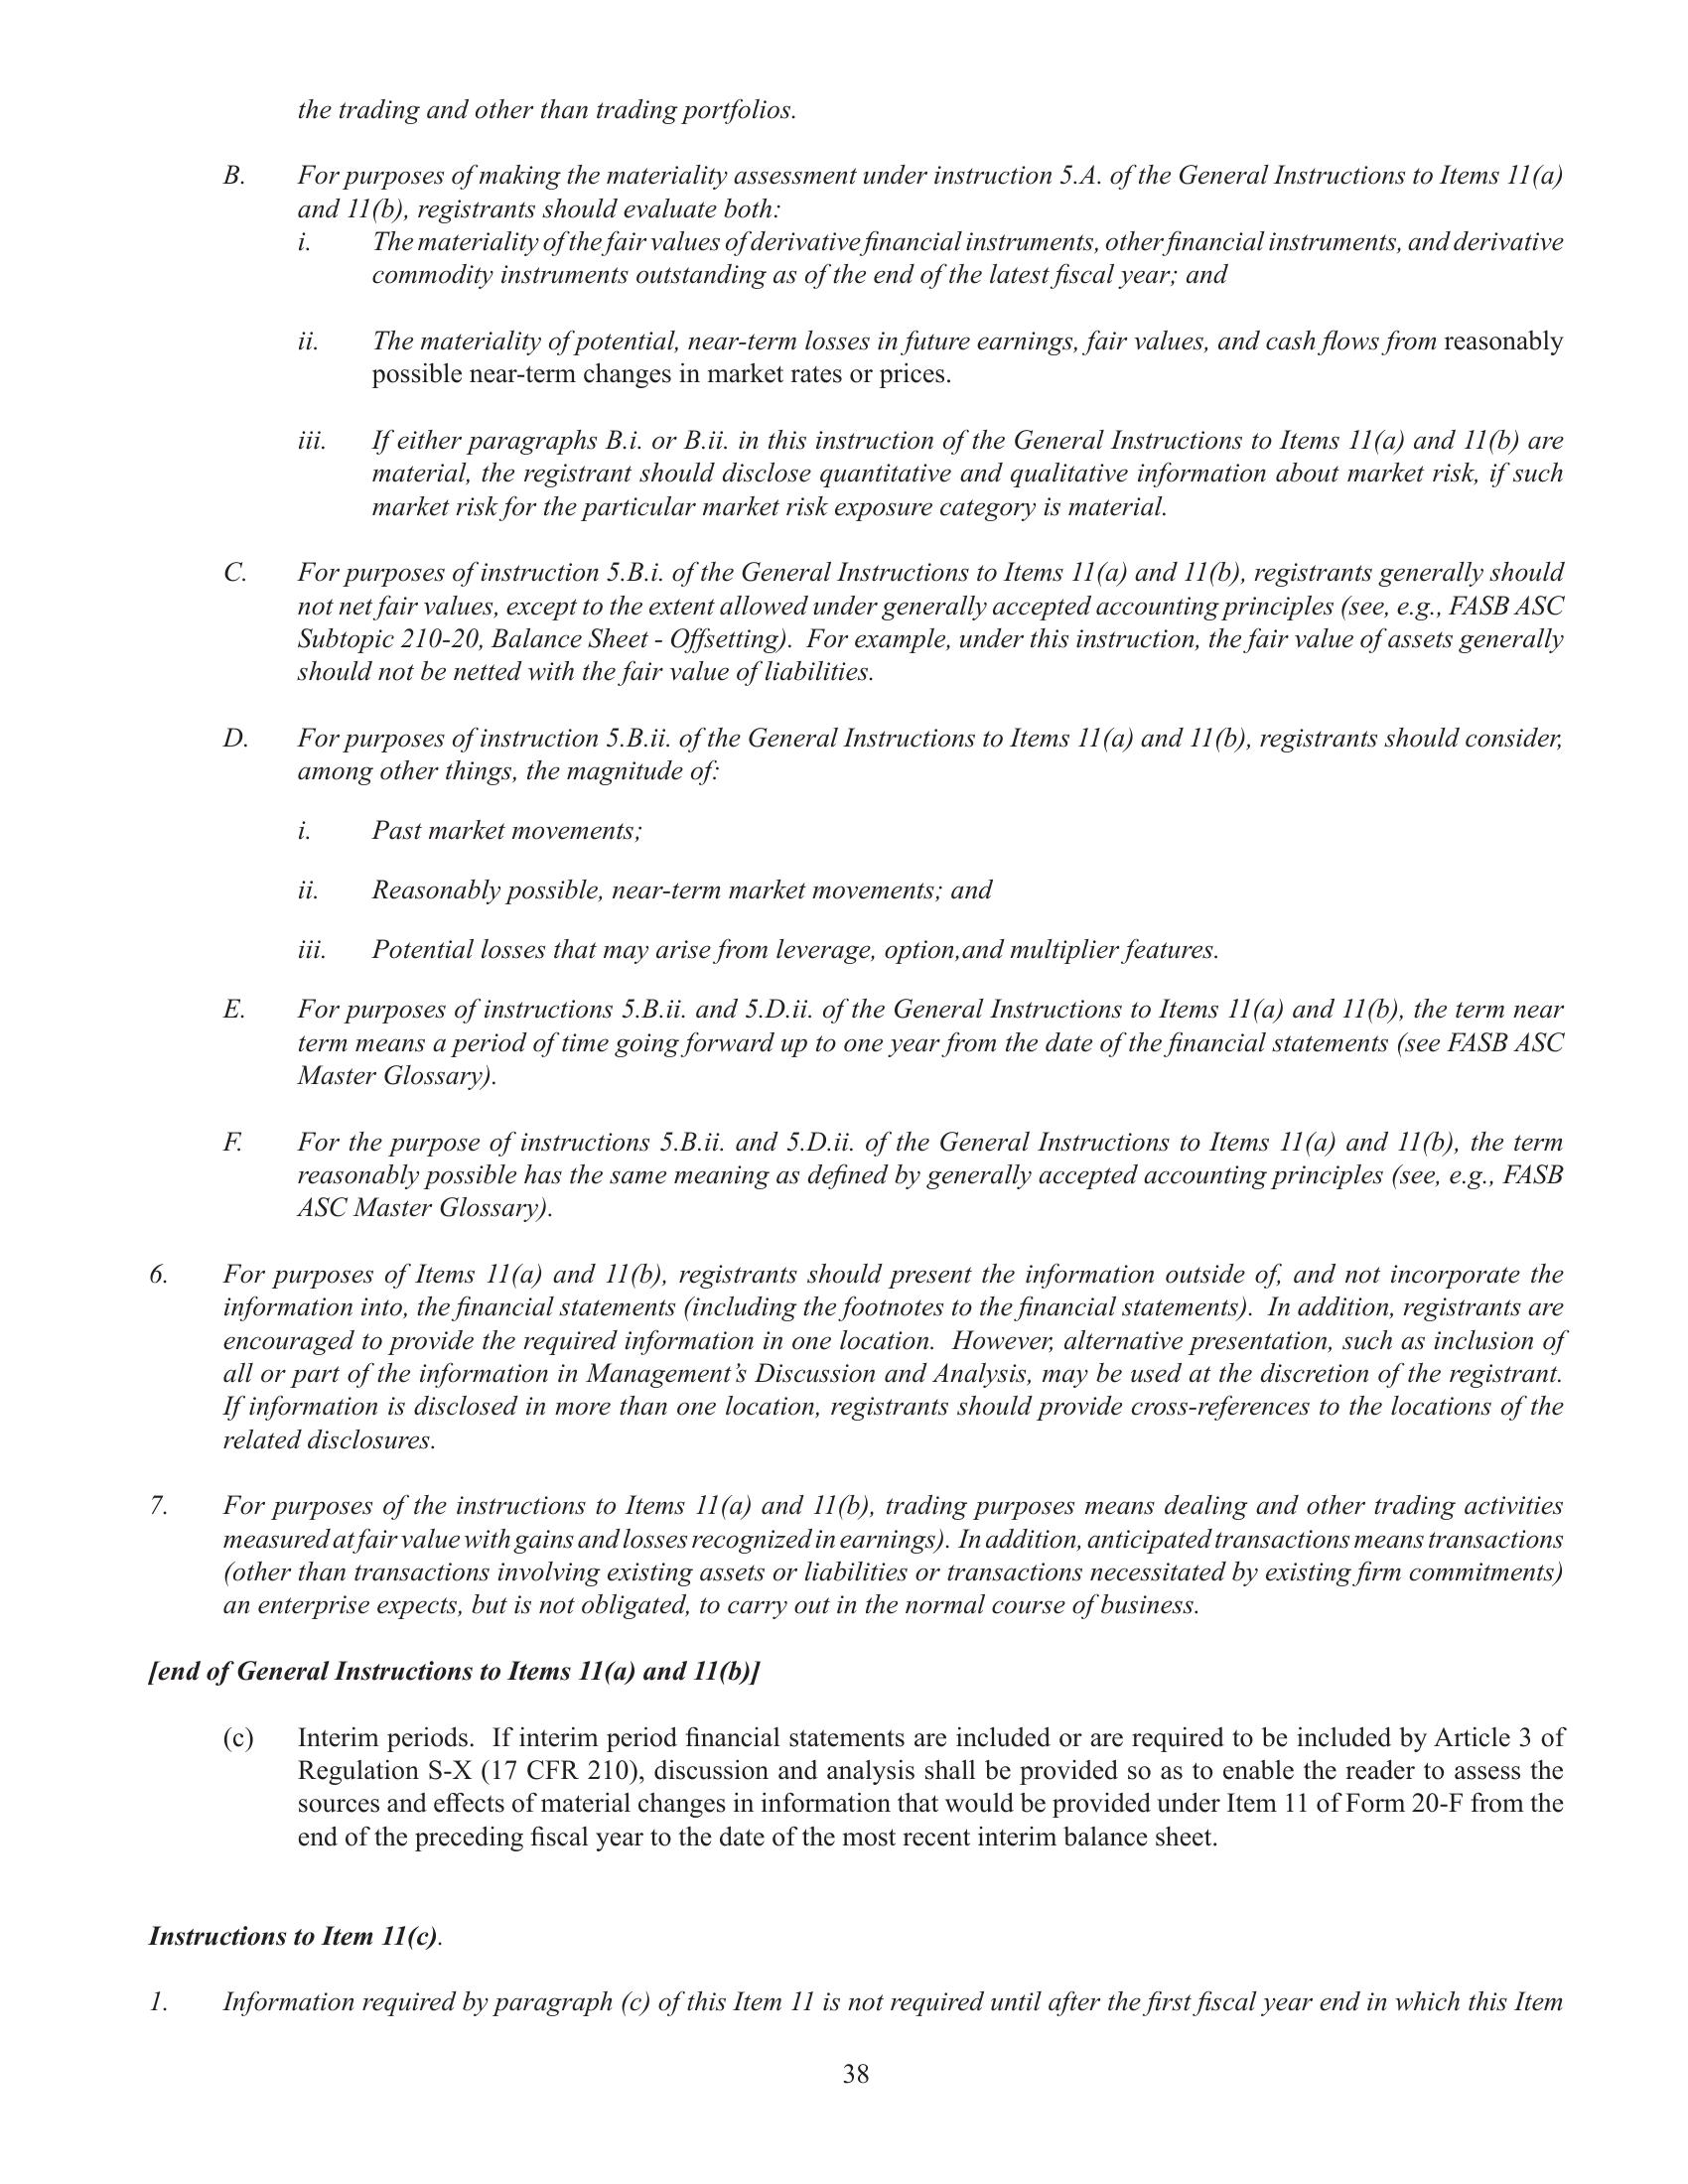 the trading and other than trading portfolios.
B. For purposes of making the materiality assessment under instruction 5.A. of the General Instructions to Items 11(a)
and 11(b), registrants should evaluate both:
i. The materiality of the fair values of derivative financial instruments, other financial instruments, and derivative
commodity instruments outstanding as of the end of the latest fiscal year; and
ii. The materiality of potential, near-term losses in future earnings, fair values, and cash flows from reasonably
possible near-term changes in market rates or prices.
iii. If either paragraphs B.i. or B.ii. in this instruction of the General Instructions to Items 11(a) and 11(b) are
material, the registrant should disclose quantitative and qualitative information about market risk, if such
market risk for the particular market risk exposure category is material.
C. For purposes of instruction 5.B.i. of the General Instructions to Items 11(a) and 11(b), registrants generally should
not net fair values, except to the extent allowed under generally accepted accounting principles (see, e.g., FASB ASC
Subtopic 210-20, Balance Sheet - Offsetting). For example, under this instruction, the fair value of assets generally
should not be netted with the fair value of liabilities.
D. For purposes of instruction 5.B.ii. of the General Instructions to Items 11(a) and 11(b), registrants should consider,
among other things, the magnitude of:
i. Past market movements;
ii. Reasonably possible, near-term market movements; and
iii. Potential losses that may arise from leverage, option,and multiplier features.
E. For purposes of instructions 5.B.ii. and 5.D.ii. of the General Instructions to Items 11(a) and 11(b), the term near
term means a period of time going forward up to one year from the date of the financial statements (see FASB ASC
Master Glossary).
F. For the purpose of instructions 5.B.ii. and 5.D.ii. of the General Instructions to Items 11(a) and 11(b), the term
reasonably possible has the same meaning as defined by generally accepted accounting principles (see, e.g., FASB
ASC Master Glossary).
6. For purposes of Items 11(a) and 11(b), registrants should present the information outside of, and not incorporate the
information into, the financial statements (including the footnotes to the financial statements). In addition, registrants are
encouraged to provide the required information in one location. However, alternative presentation, such as inclusion of
all or part of the information in Management’s Discussion and Analysis, may be used at the discretion of the registrant.
If information is disclosed in more than one location, registrants should provide cross-references to the locations of the
related disclosures.
7. For purposes of the instructions to Items 11(a) and 11(b), trading purposes means dealing and other trading activities
measured at fair value with gains and losses recognized in earnings). In addition, anticipated transactions means transactions
(other than transactions involving existing assets or liabilities or transactions necessitated by existing firm commitments)
an enterprise expects, but is not obligated, to carry out in the normal course of business.
[end of General Instructions to Items 11(a) and 11(b)]
(c) Interim periods. If interim period financial statements are included or are required to be included by Article 3 of
Regulation S-X (17 CFR 210), discussion and analysis shall be provided so as to enable the reader to assess the
sources and effects of material changes in information that would be provided under Item 11 of Form 20-F from the
end of the preceding fiscal year to the date of the most recent interim balance sheet.
Instructions to Item 11(c).
1. Information required by paragraph (c) of this Item 11 is not required until after the first fiscal year end in which this Item
38